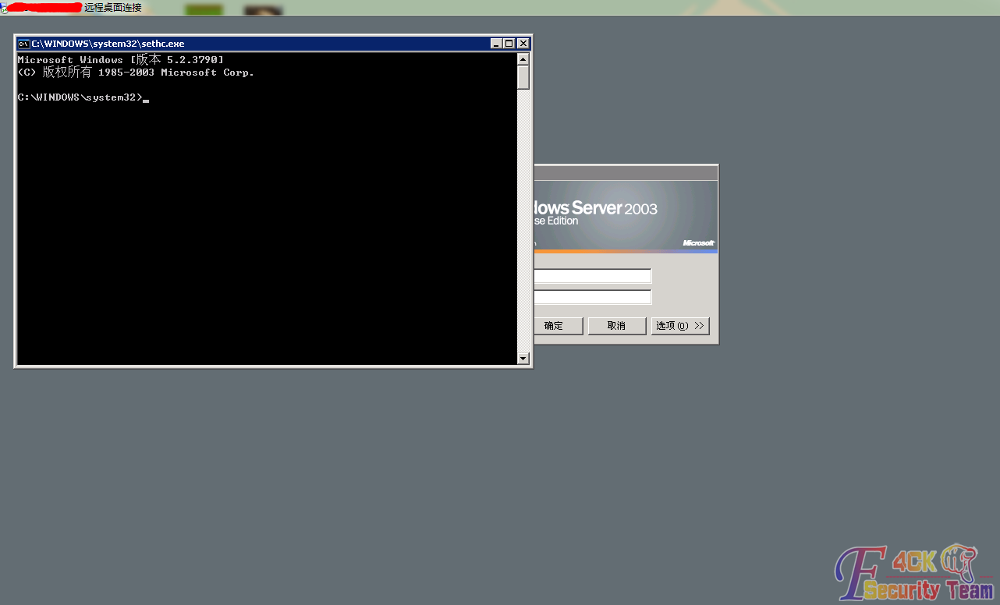 远程桌面连接
C:\WINDOWS\system32\sethc.exe
Microsoft Windows [版本 5.2.3790]
(C) 版权所有 1985-2003 Microsoft Corp.
C:\WINDOWS\system32>
dows Server 2003
se Edition
Microsoft
确定
取消
选项(O) >>
F4CK
Security Team